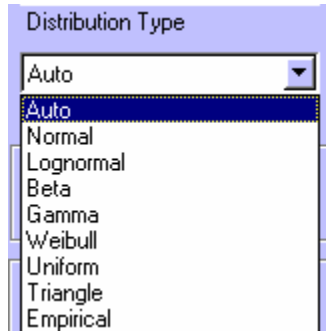 Distribution Type
Auto
Auto
Normal
Lognormal
Beta
Gamma
Weibull
Uniform
Triangle
Empirical